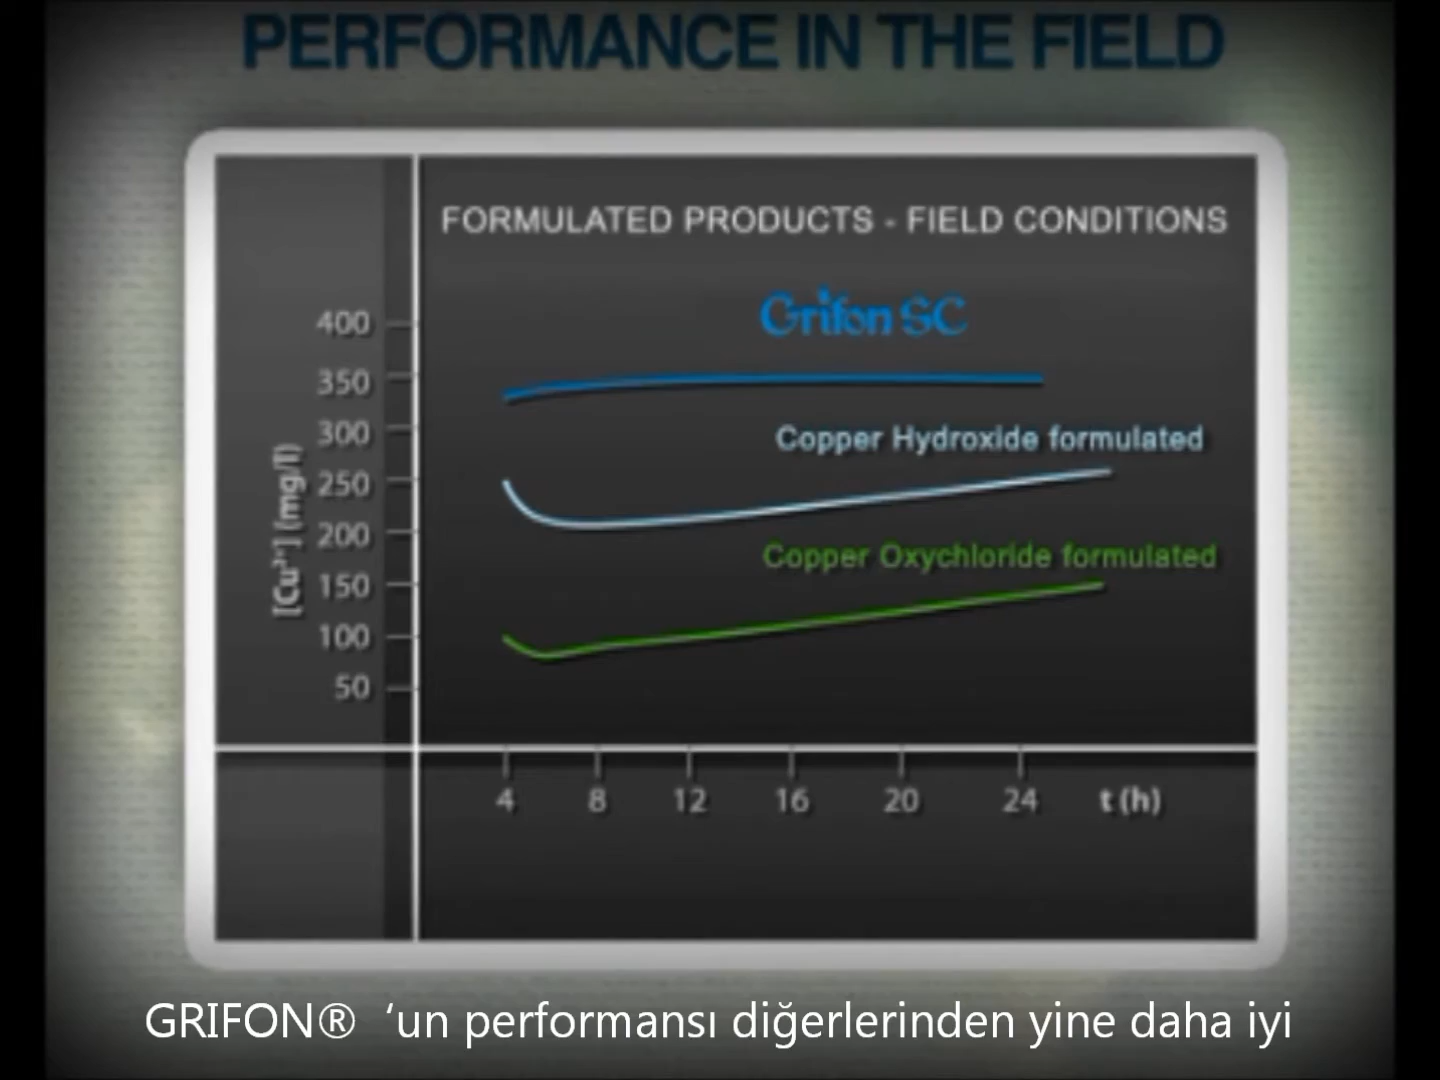 PERFORMANCE IN THE FIELD
FORMULATED PRODUCTS - FIELD CONDITIONS
Grifon SC
400
350
Copper Hydroxide formulated
300
250
200
Copper Oxychloride formulated
150
100
50
[Cu²⁺] (mg/l)
4 8 12 16 20 24 t (h)
GRIFON® ‘un performansı diğerlerinden yine daha iyi